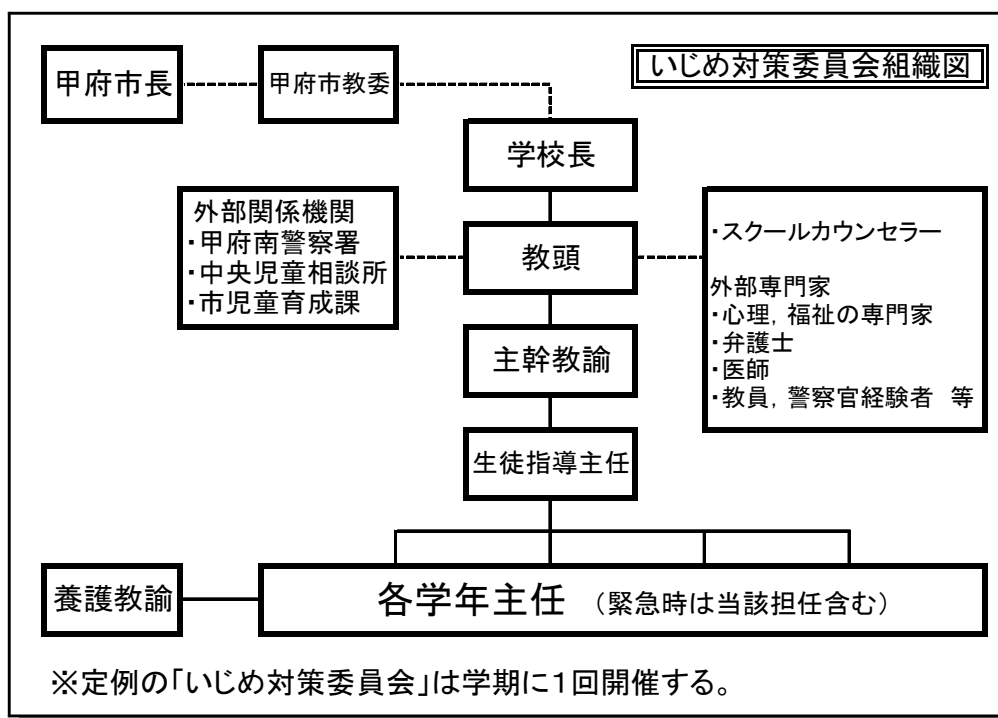 いじめ対策委員会組織図
甲府市長
甲府市教委
学校長
外部関係機関
・甲府南警察署
・中央児童相談所
・市児童育成課
教頭
・スクールカウンセラー
外部専門家
・心理，福祉の専門家
・弁護士
・医師
・教員，警察官経験者　等
主幹教諭
生徒指導主任
養護教諭
各学年主任　（緊急時は当該担任含む）
※定例の「いじめ対策委員会」は学期に１回開催する。